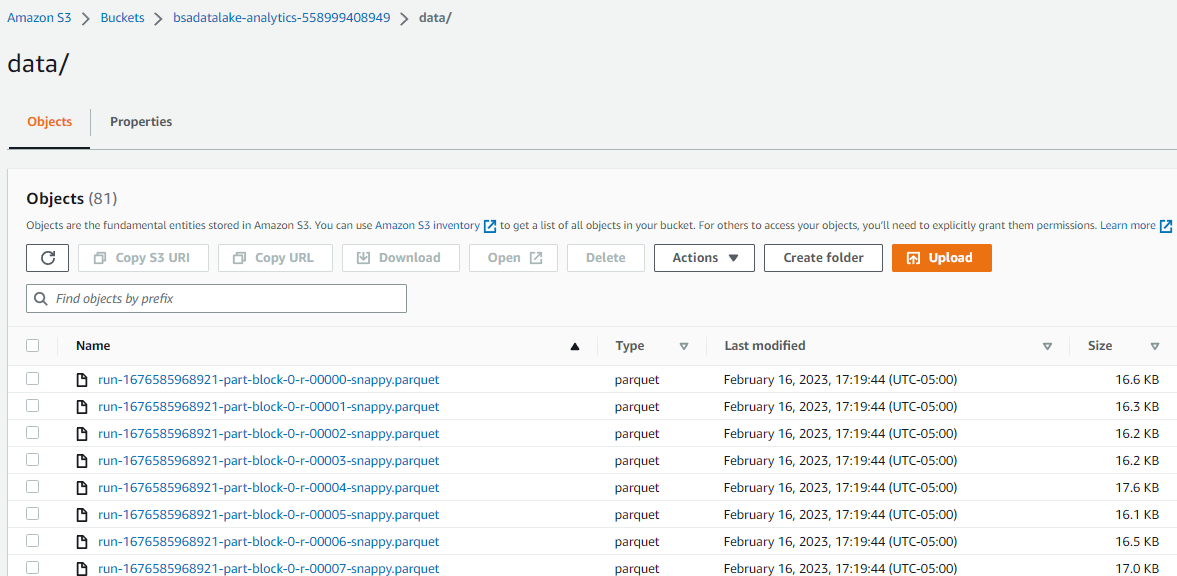 Amazon S3 > Buckets > bsadatalake-analytics-558999408949 > data/
data/
Objects Properties
Objects (81)
Objects are the fundamental entities stored in Amazon S3. You can use Amazon S3 inventory to get a list of all objects in your bucket. For others to access your objects, you'll need to explicitly grant them permissions. Learn more
Copy S3 URI Copy URL Download Open Delete Actions Create folder Upload
Find objects by prefix
Name Type Last modified Size
run-1676585968921-part-block-0-r-00000-snappy.parquet parquet February 16, 2023, 17:19:44 (UTC-05:00) 16.6 KB
run-1676585968921-part-block-0-r-00001-snappy.parquet parquet February 16, 2023, 17:19:44 (UTC-05:00) 16.3 KB
run-1676585968921-part-block-0-r-00002-snappy.parquet parquet February 16, 2023, 17:19:44 (UTC-05:00) 16.2 KB
run-1676585968921-part-block-0-r-00003-snappy.parquet parquet February 16, 2023, 17:19:44 (UTC-05:00) 16.2 KB
run-1676585968921-part-block-0-r-00004-snappy.parquet parquet February 16, 2023, 17:19:44 (UTC-05:00) 17.6 KB
run-1676585968921-part-block-0-r-00005-snappy.parquet parquet February 16, 2023, 17:19:44 (UTC-05:00) 16.1 KB
run-1676585968921-part-block-0-r-00006-snappy.parquet parquet February 16, 2023, 17:19:44 (UTC-05:00) 16.5 KB
run-1676585968921-part-block-0-r-00007-snappy.parquet parquet February 16, 2023, 17:19:44 (UTC-05:00) 17.0 KB